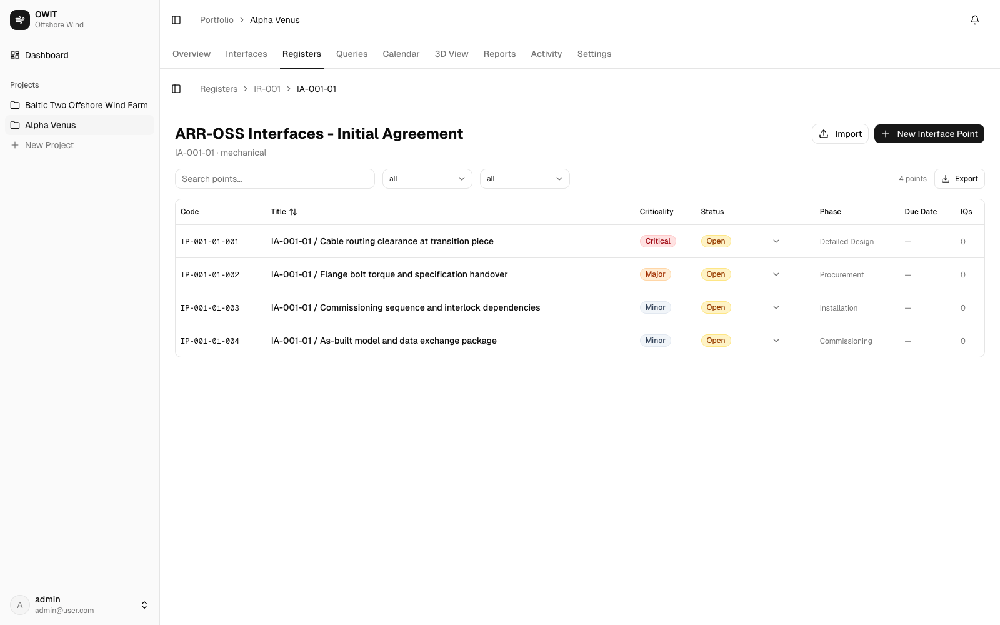 OWIT
Offshore Wind
Dashboard
Projects
Baltic Two Offshore Wind Farm
Alpha Venus
New Project
admin
A
admin@user.com
Portfolio
Alpha Venus
Overview Interfaces Registers Queries Calendar 3D View Reports Activity Settings
Registers
IR-001
IA-001-01
ARR-OSS Interfaces - Initial Agreement
IA-001-01 · mechanical
Import
New Interface Point
Search points...
all
all
4 points
Export
Code Title Criticality Status Phase Due Date IQs
IP-001-01-001 IA-001-01 / Cable routing clearance at transition piece Critical Open Detailed Design — 0
IP-001-01-002 IA-001-01 / Flange bolt torque and specification handover Major Open Procurement — 0
IP-001-01-003 IA-001-01 / Commissioning sequence and interlock dependencies Minor Open Installation — 0
IP-001-01-004 IA-001-01 / As-built model and data exchange package Minor Open Commissioning — 0